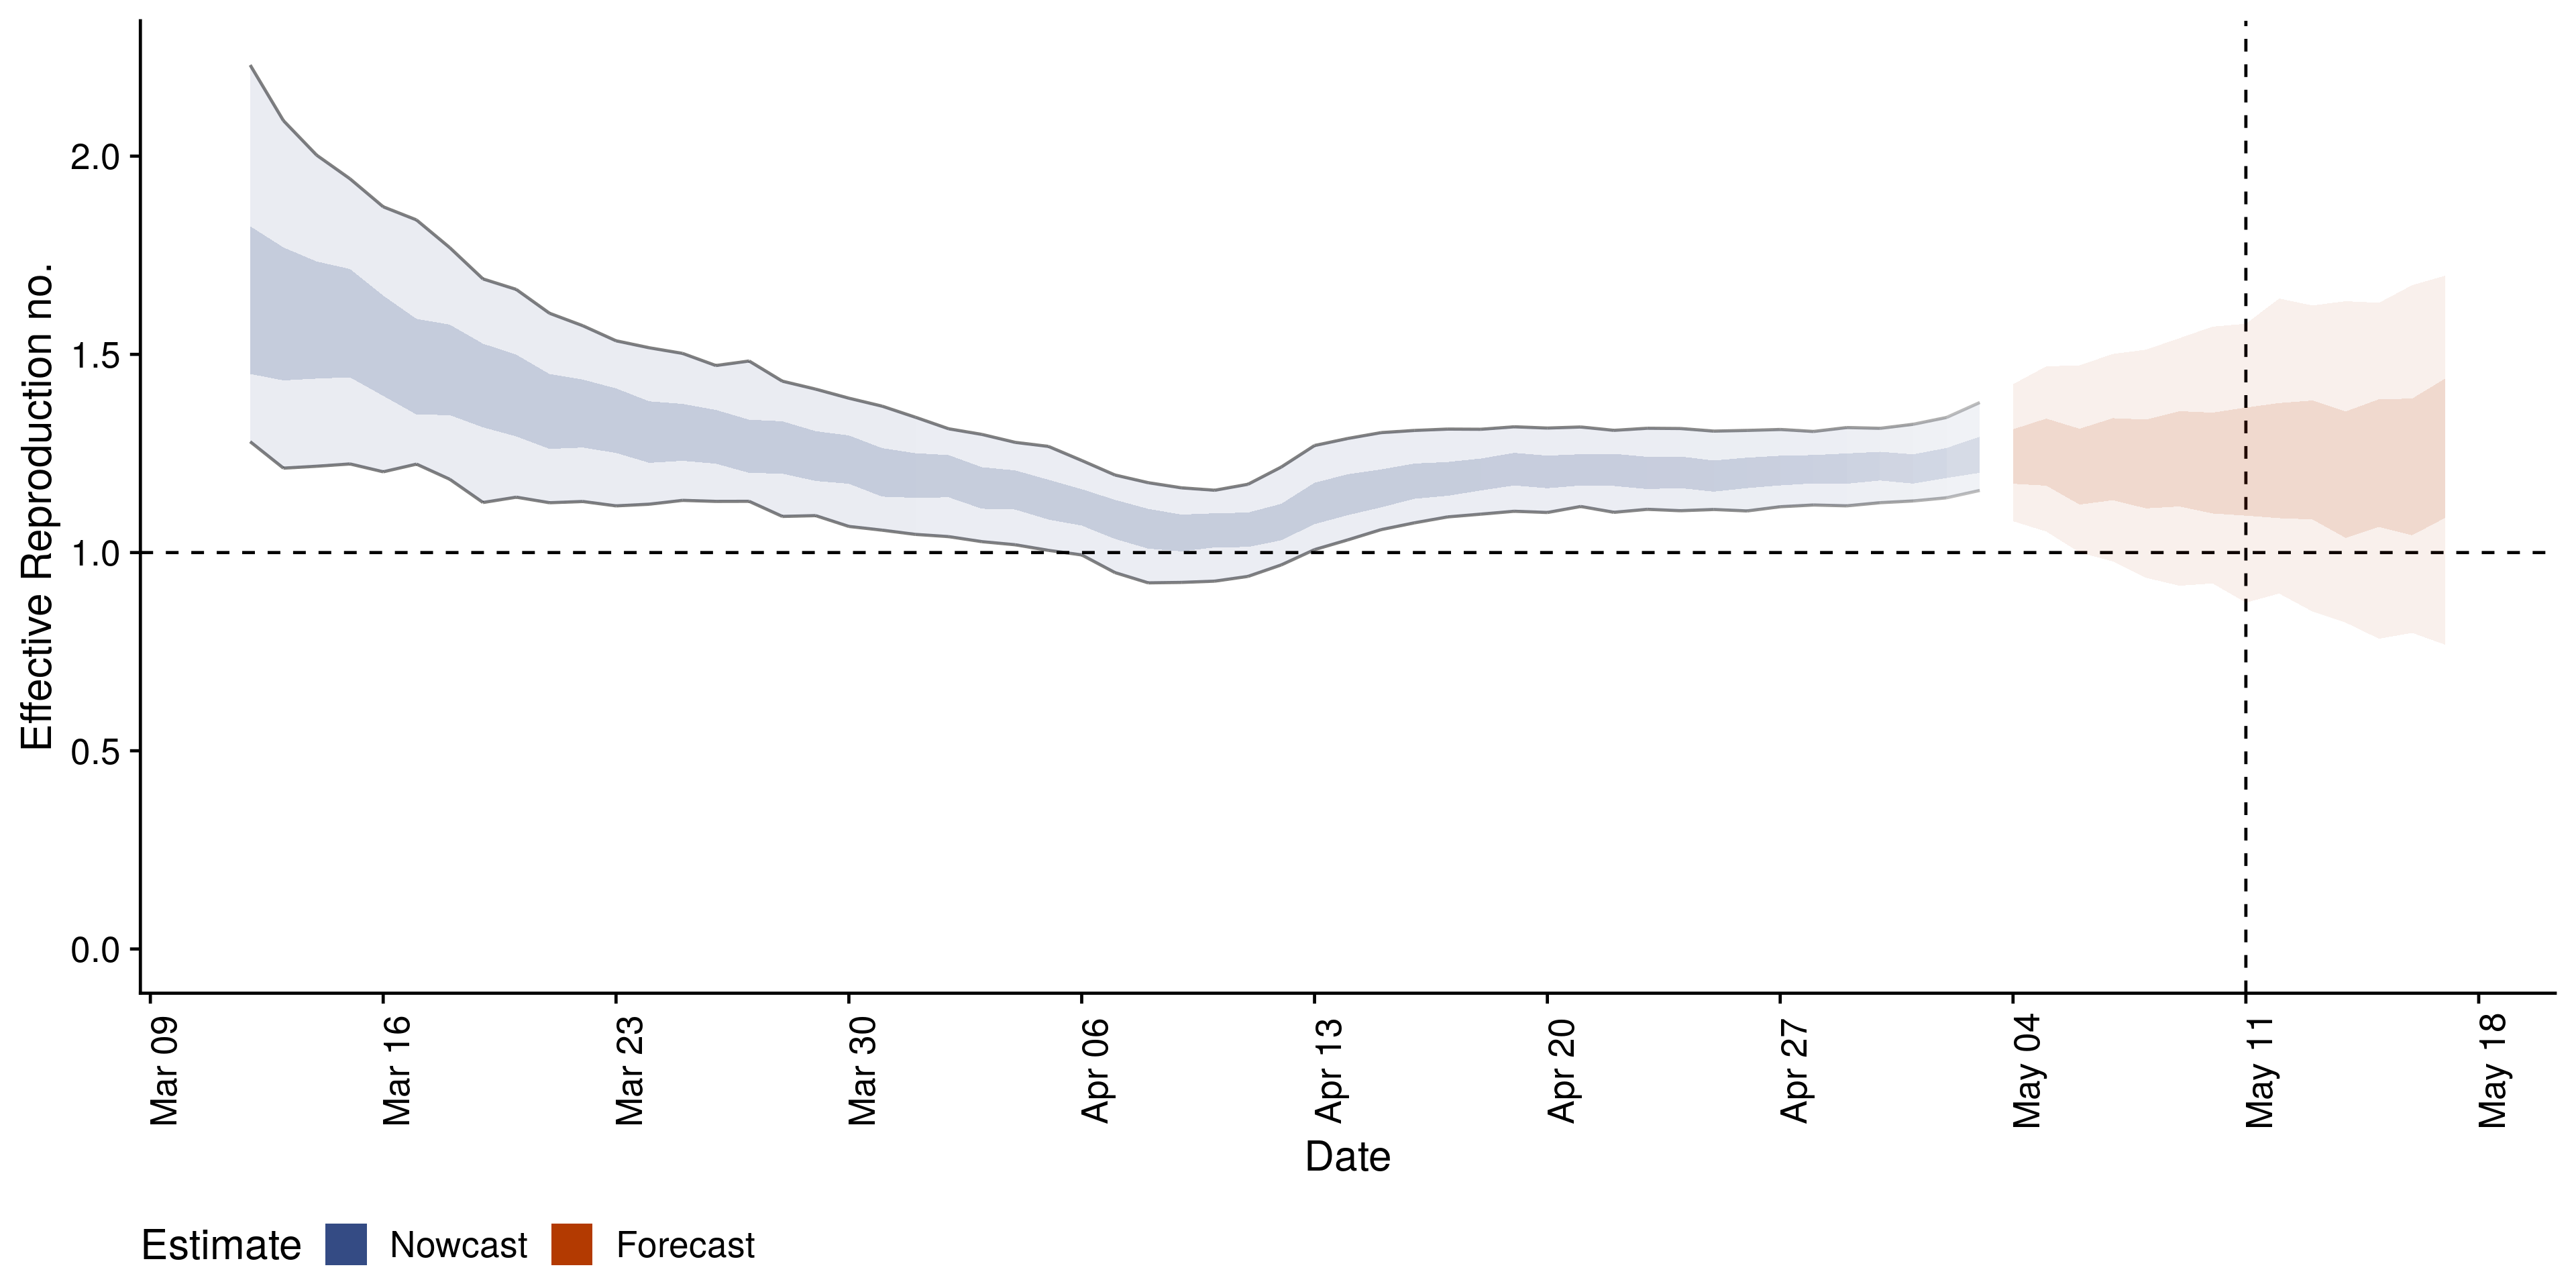 Effective Reproduction no.
2.0
1.5
1.0
0.5
0.0
Mar 09
Mar 16
Mar 23
Mar 30
Apr 06
Apr 13
Apr 20
Apr 27
May 04
May 11
May 18
Date
Estimate Nowcast Forecast